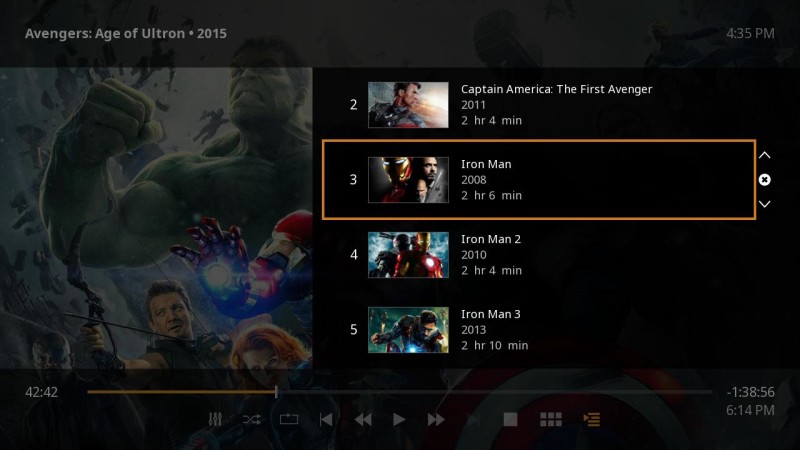 Avengers: Age of Ultron • 2015
4:35 PM
2
Captain America: The First Avenger
2011
2 hr 4 min
3
Iron Man
2008
2 hr 6 min
4
Iron Man 2
2010
2 hr 4 min
5
Iron Man 3
2013
2 hr 10 min
42:42
-1:38:56
6:14 PM